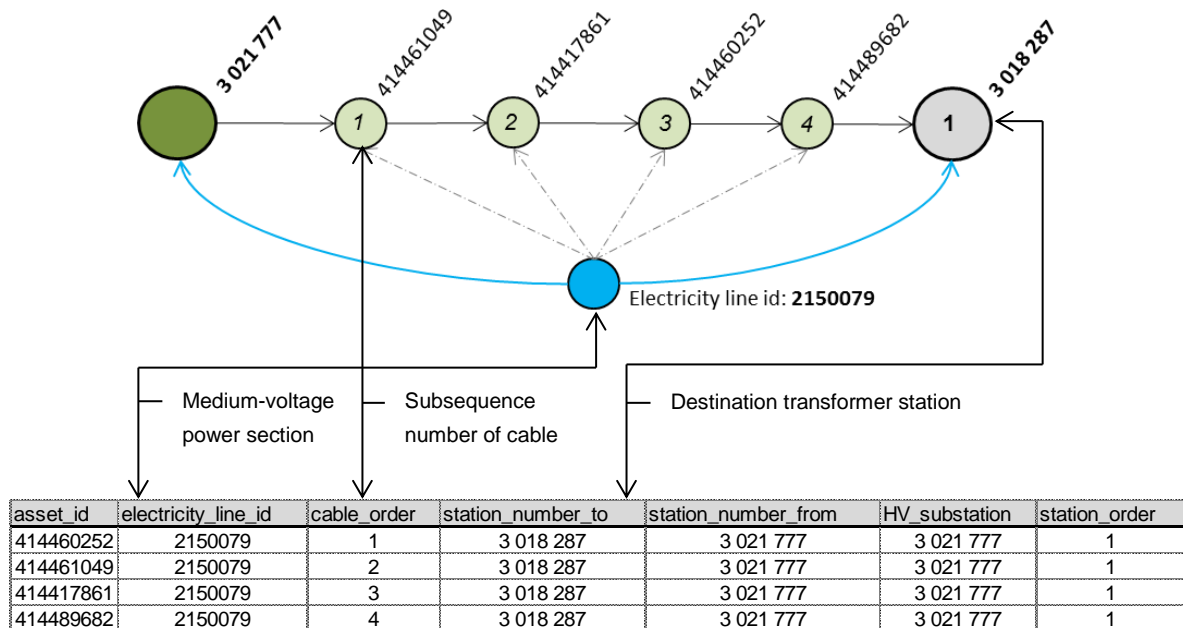 3 021 777
414461049
414417861
414460252
414489682
3 018 287
1
2
3
4
1
Electricity line id: 2150079
Medium-voltage
power section
Subsequence
number of cable
Destination transformer station
asset_id electricity_line_id cable_order station_number_to station_number_from HV_substation station_order
414460252 2150079 1 3 018 287 3 021 777 3 021 777 1
414461049 2150079 2 3 018 287 3 021 777 3 021 777 1
414417861 2150079 3 3 018 287 3 021 777 3 021 777 1
414489682 2150079 4 3 018 287 3 021 777 3 021 777 1